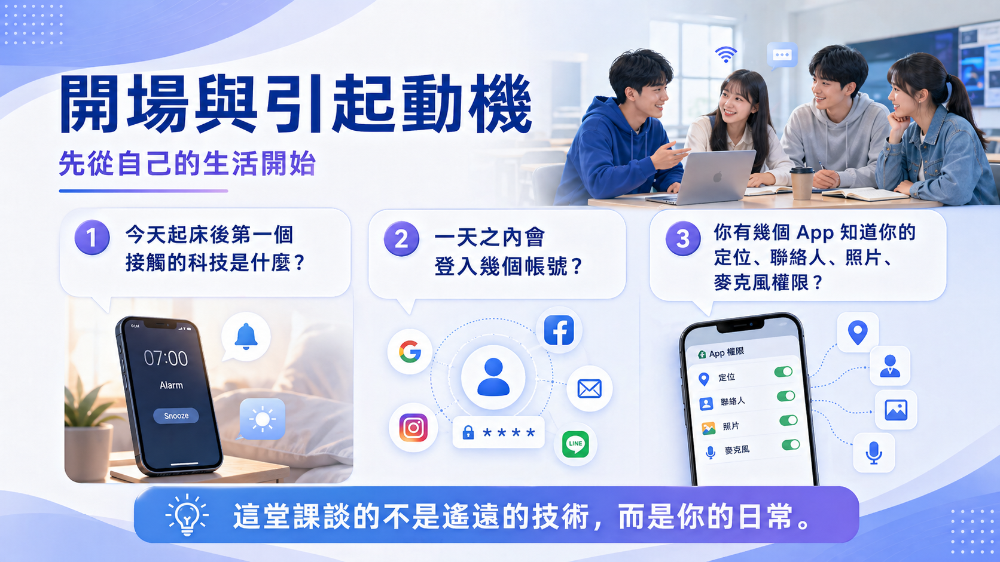 開場與引起動機
先從自己的生活開始
1
今天起床後第一個
接觸的科技是什麼？
07:00
Alarm
Snooze
2
一天之內會
登入幾個帳號？
****
LINE
3
你有幾個 App 知道你的
定位、聯絡人、照片、
麥克風權限？
App 權限
定位
聯絡人
照片
麥克風
這堂課談的不是遙遠的技術，而是你的日常。